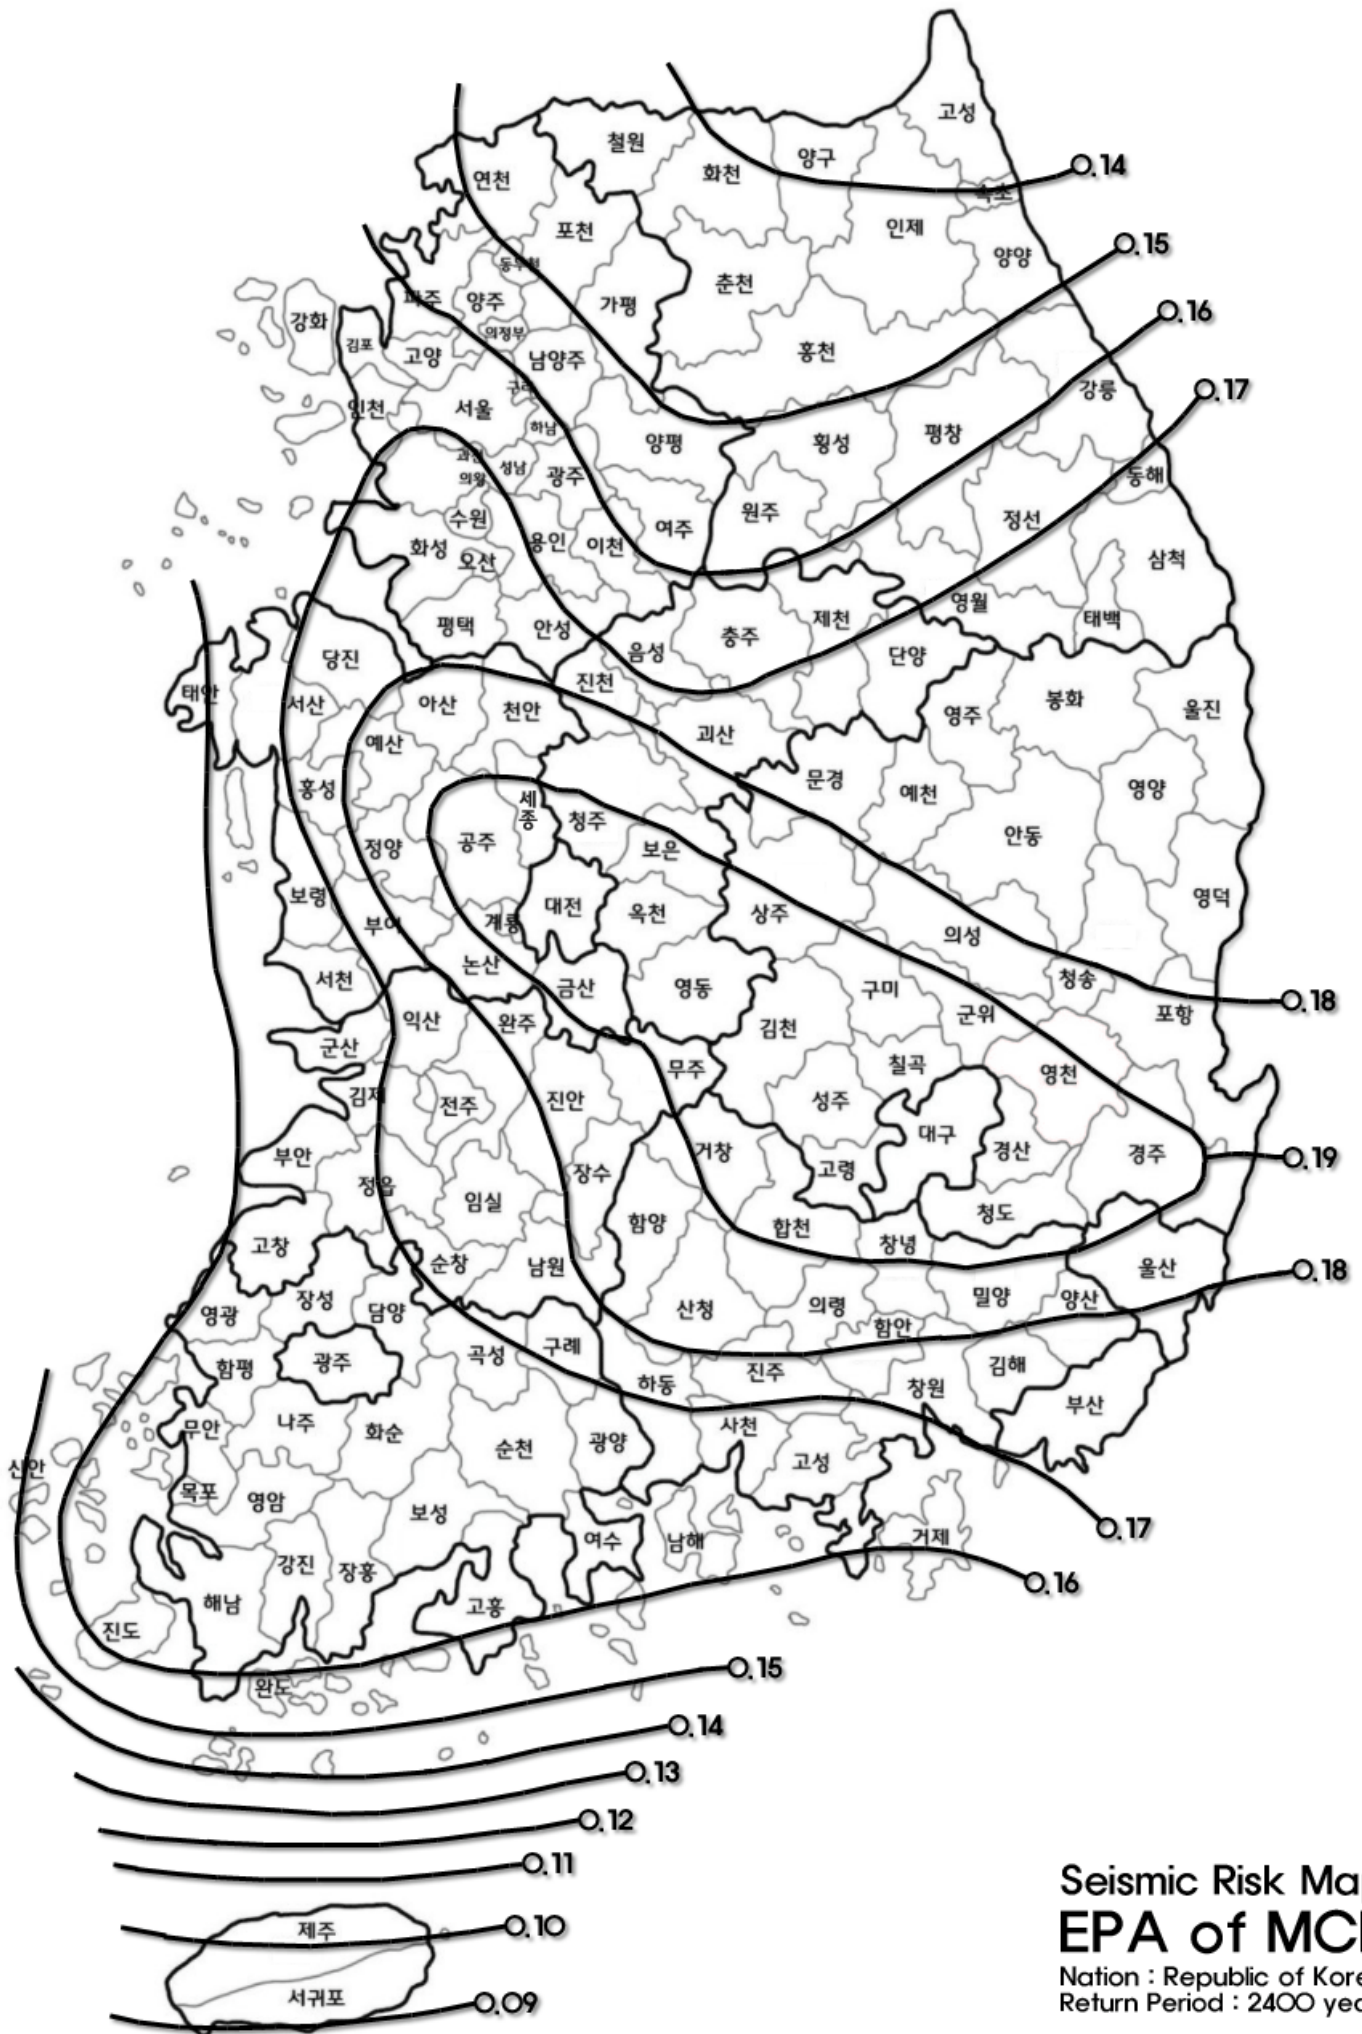 고성
철원
양구
화천
0.14
연천
속초
인제
포천
0.15
양양
동두천
춘천
파주
양주
가평
0.16
강화
의정부
김포
고양
남양주
홍천
구리
강릉
0.17
인천
서울
하남
양평
횡성
평창
과천
의왕
성남
광주
동해
수원
여주
원주
정선
화성
오산
용인
이천
삼척
평택
안성
제천
영월
태백
음성
충주
당진
단양
진천
태안
서산
아산
천안
봉화
영주
울진
예산
괴산
홍성
문경
예천
영양
세
종
청주
공주
안동
정양
보은
보령
영덕
부여
계룡
대전
옥천
상주
의성
논산
서천
금산
영동
구미
청송
0.18
익산
완주
김천
군위
포항
군산
무주
칠곡
영천
김제
전주
진안
성주
대구
부안
거창
경산
경주
0.19
정읍
장수
고령
임실
함양
합천
청도
고창
순창
남원
창녕
울산
0.18
영광
장성
담양
산청
의령
밀양
양산
함안
함평
광주
곡성
구례
하동
진주
창원
김해
부산
무안
나주
화순
순천
광양
사천
고성
신안
목포
영암
보성
여수
남해
거제
0.17
강진
장흥
0.16
해남
고흥
진도
0.15
완도
0.14
0.13
0.12
0.11
제주
0.10
서귀포
0.09
Seismic Risk Ma
EPA of MC
Nation : Republic of Kore
Return Period : 2400 yea